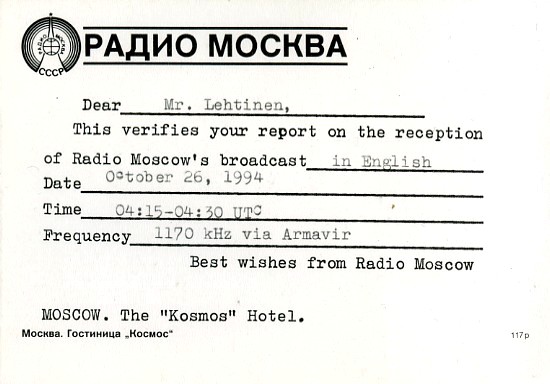 РАДИО МОСКВА
РАДИО МОСКВА
СССР
Dear Mr. Lehtinen,
This verifies your report on the reception
of Radio Moscow's broadcast in English
Date October 26, 1994
Time 04:15-04:30 UTC
Frequency 1170 kHz via Armavir
Best wishes from Radio Moscow
MOSCOW. The "Kosmos" Hotel.
Москва. Гостиница „Космос“
117р